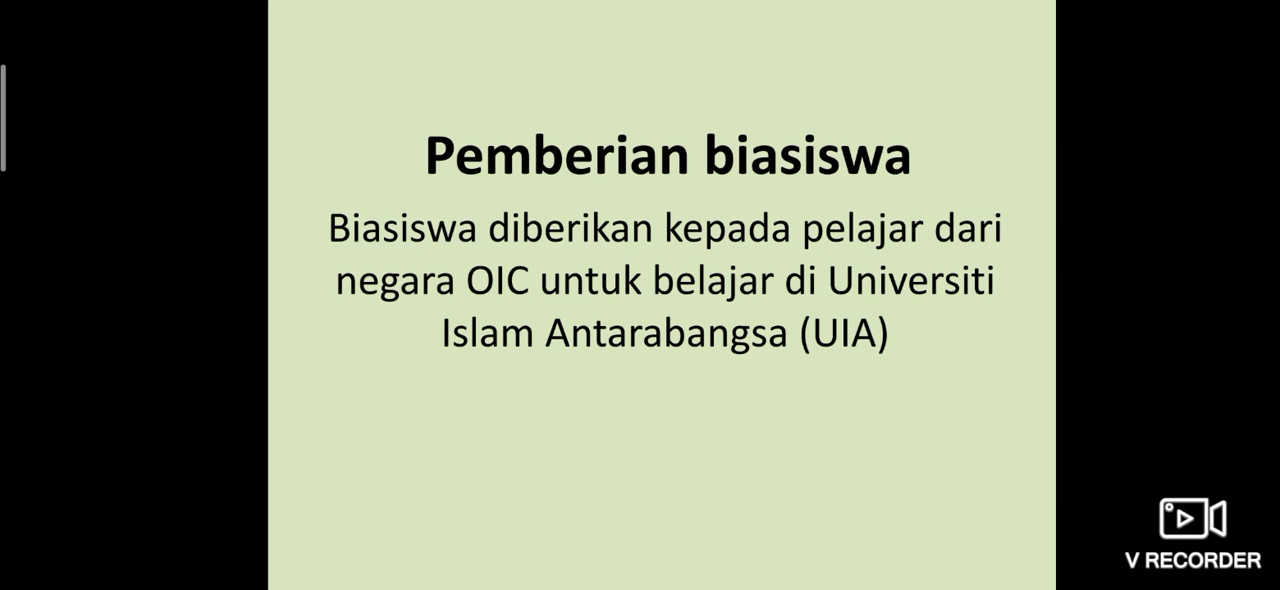 Pemberian biasiswa
Biasiswa diberikan kepada pelajar dari
negara OIC untuk belajar di Universiti
Islam Antarabangsa (UIA)
V RECORDER